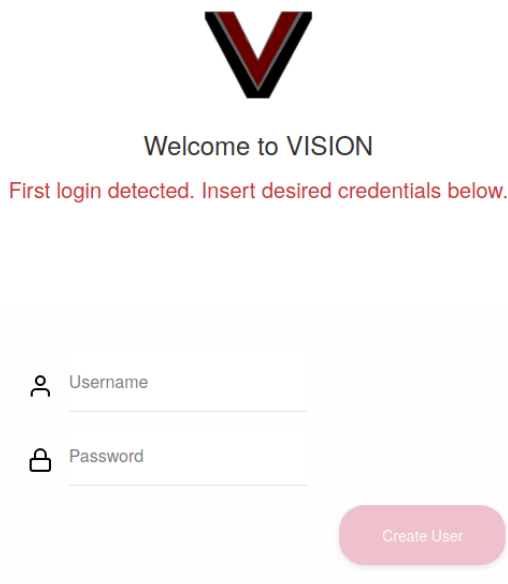 Welcome to VISION
First login detected. Insert desired credentials below.
Username
Password
Create User